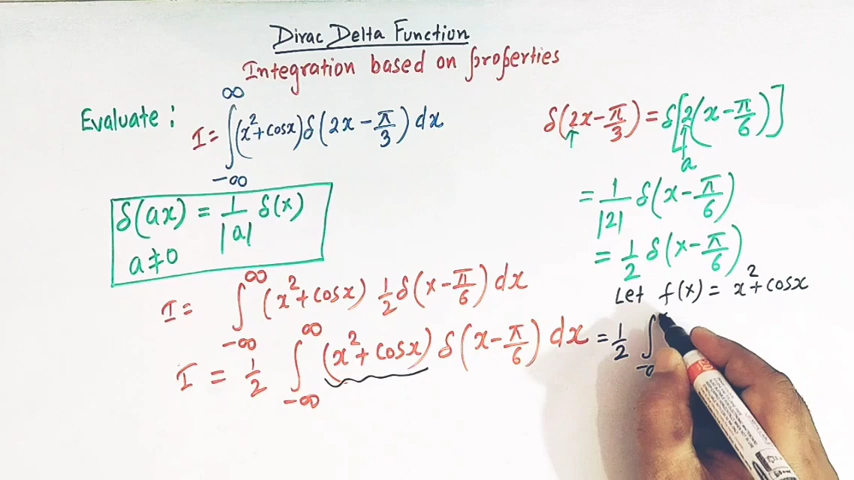 Dirac Delta Function
Integration based on properties
Evaluate : I = ∫_{-∞}^{∞} (x²+cosx) δ(2x − π/3) dx
δ(ax) = 1/|a| δ(x)
a ≠ 0
δ(2x − π/3) = δ[2(x − π/6)]
a
= 1/|2| δ(x − π/6)
= 1/2 δ(x − π/6)
Let f(x) = x² + cosx
I = ∫_{-∞}^{∞} (x²+cosx) 1/2 δ(x − π/6) dx
I = 1/2 ∫_{-∞}^{∞} (x² + cosx) δ(x − π/6) dx = 1/2 ∫